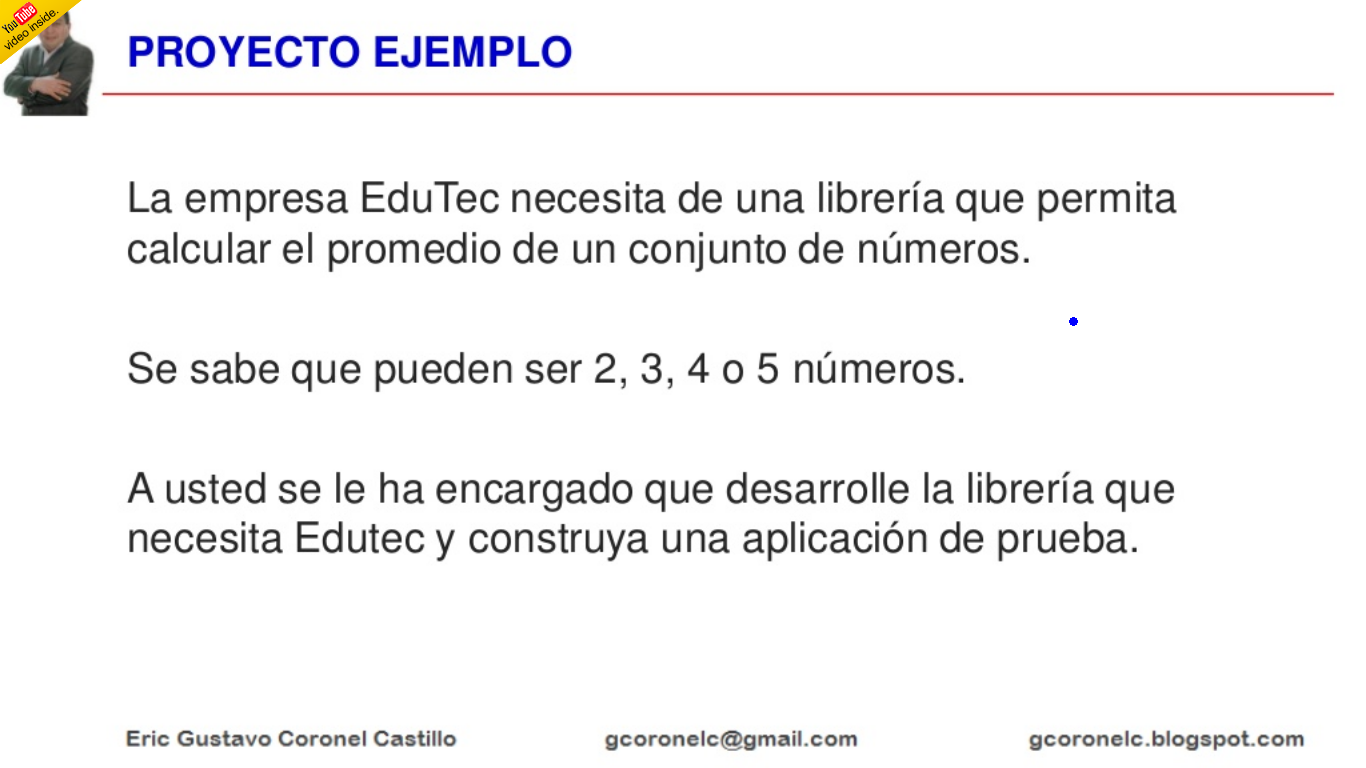 You Tube
video inside.
PROYECTO EJEMPLO
La empresa EduTec necesita de una librería que permita
calcular el promedio de un conjunto de números.
Se sabe que pueden ser 2, 3, 4 o 5 números.
A usted se le ha encargado que desarrolle la librería que
necesita Edutec y construya una aplicación de prueba.
Eric Gustavo Coronel Castillo gcoronelc@gmail.com gcoronelc.blogspot.com